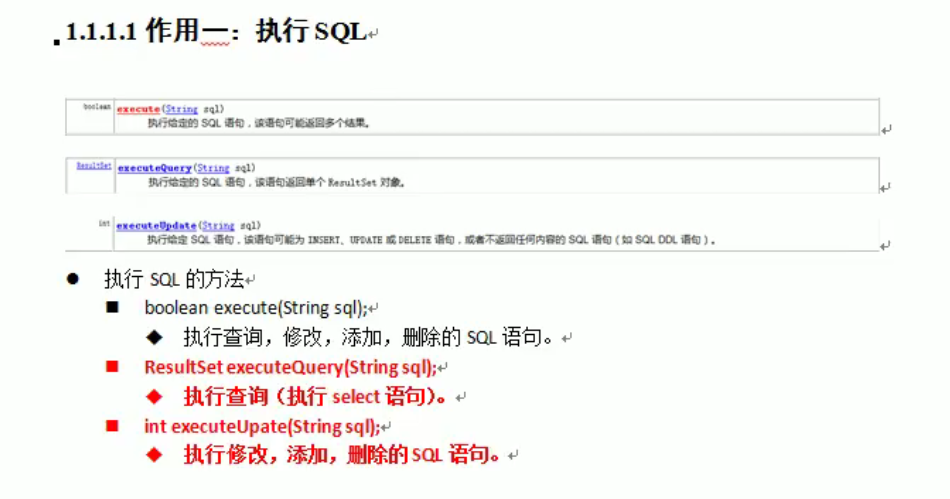 1.1.1.1 作用一：执行 SQL
boolean execute(String sql)
执行给定的 SQL 语句，该语句可能返回多个结果。
ResultSet executeQuery(String sql)
执行给定的 SQL 语句，该语句返回单个 ResultSet 对象。
int executeUpdate(String sql)
执行给定 SQL 语句，该语句可能为 INSERT、UPDATE 或 DELETE 语句，或者不返回任何内容的 SQL 语句（如 SQL DDL 语句）。
执行 SQL 的方法
boolean execute(String sql);
执行查询，修改，添加，删除的 SQL 语句。
ResultSet executeQuery(String sql);
执行查询（执行 select 语句）。
int executeUpate(String sql);
执行修改，添加，删除的 SQL 语句。